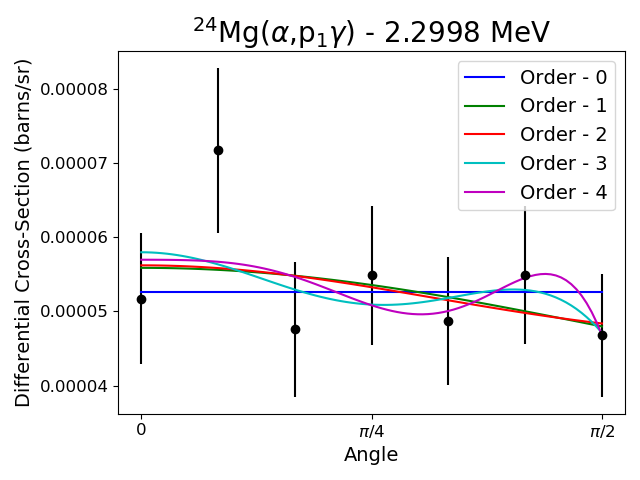 ²⁴Mg(α,p₁γ) - 2.2998 MeV
Differential Cross-Section (barns/sr)
0.00008
0.00007
0.00006
0.00005
0.00004
Order - 0
Order - 1
Order - 2
Order - 3
Order - 4
0
π/4
π/2
Angle